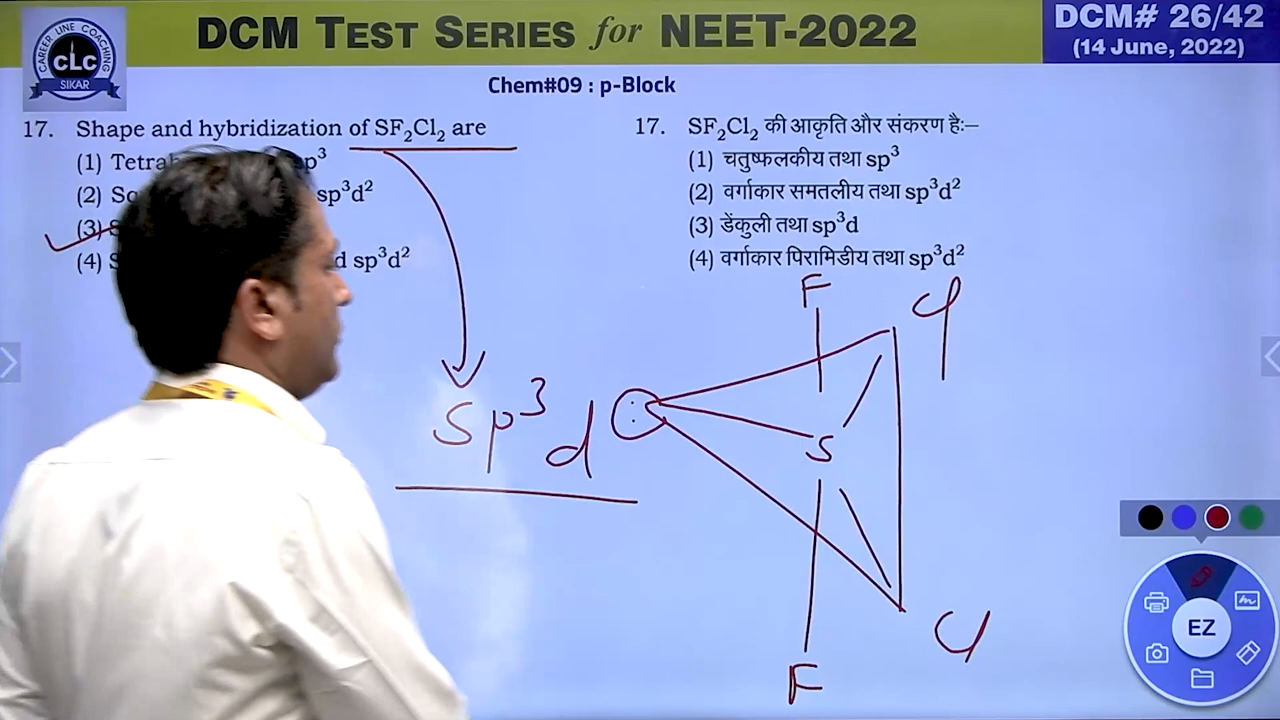 CAREER LINE COACHING
CLC
SIKAR
DCM TEST SERIES for NEET-2022
DCM# 26/42
(14 June, 2022)
Chem#09 : p-Block
17. Shape and hybridization of SF₂Cl₂ are
(1) Tetrah p³
(2) sp³d²
(3)
(4) d sp³d²
17. SF₂Cl₂ की आकृति और संकरण है:–
(1) चतुष्फलकीय तथा sp³
(2) वर्गाकार समतलीय तथा sp³d²
(3) डेंकुली तथा sp³d
(4) वर्गाकार पिरामिडीय तथा sp³d²
F
Cl
Sp³d
S
Cl
F
EZ